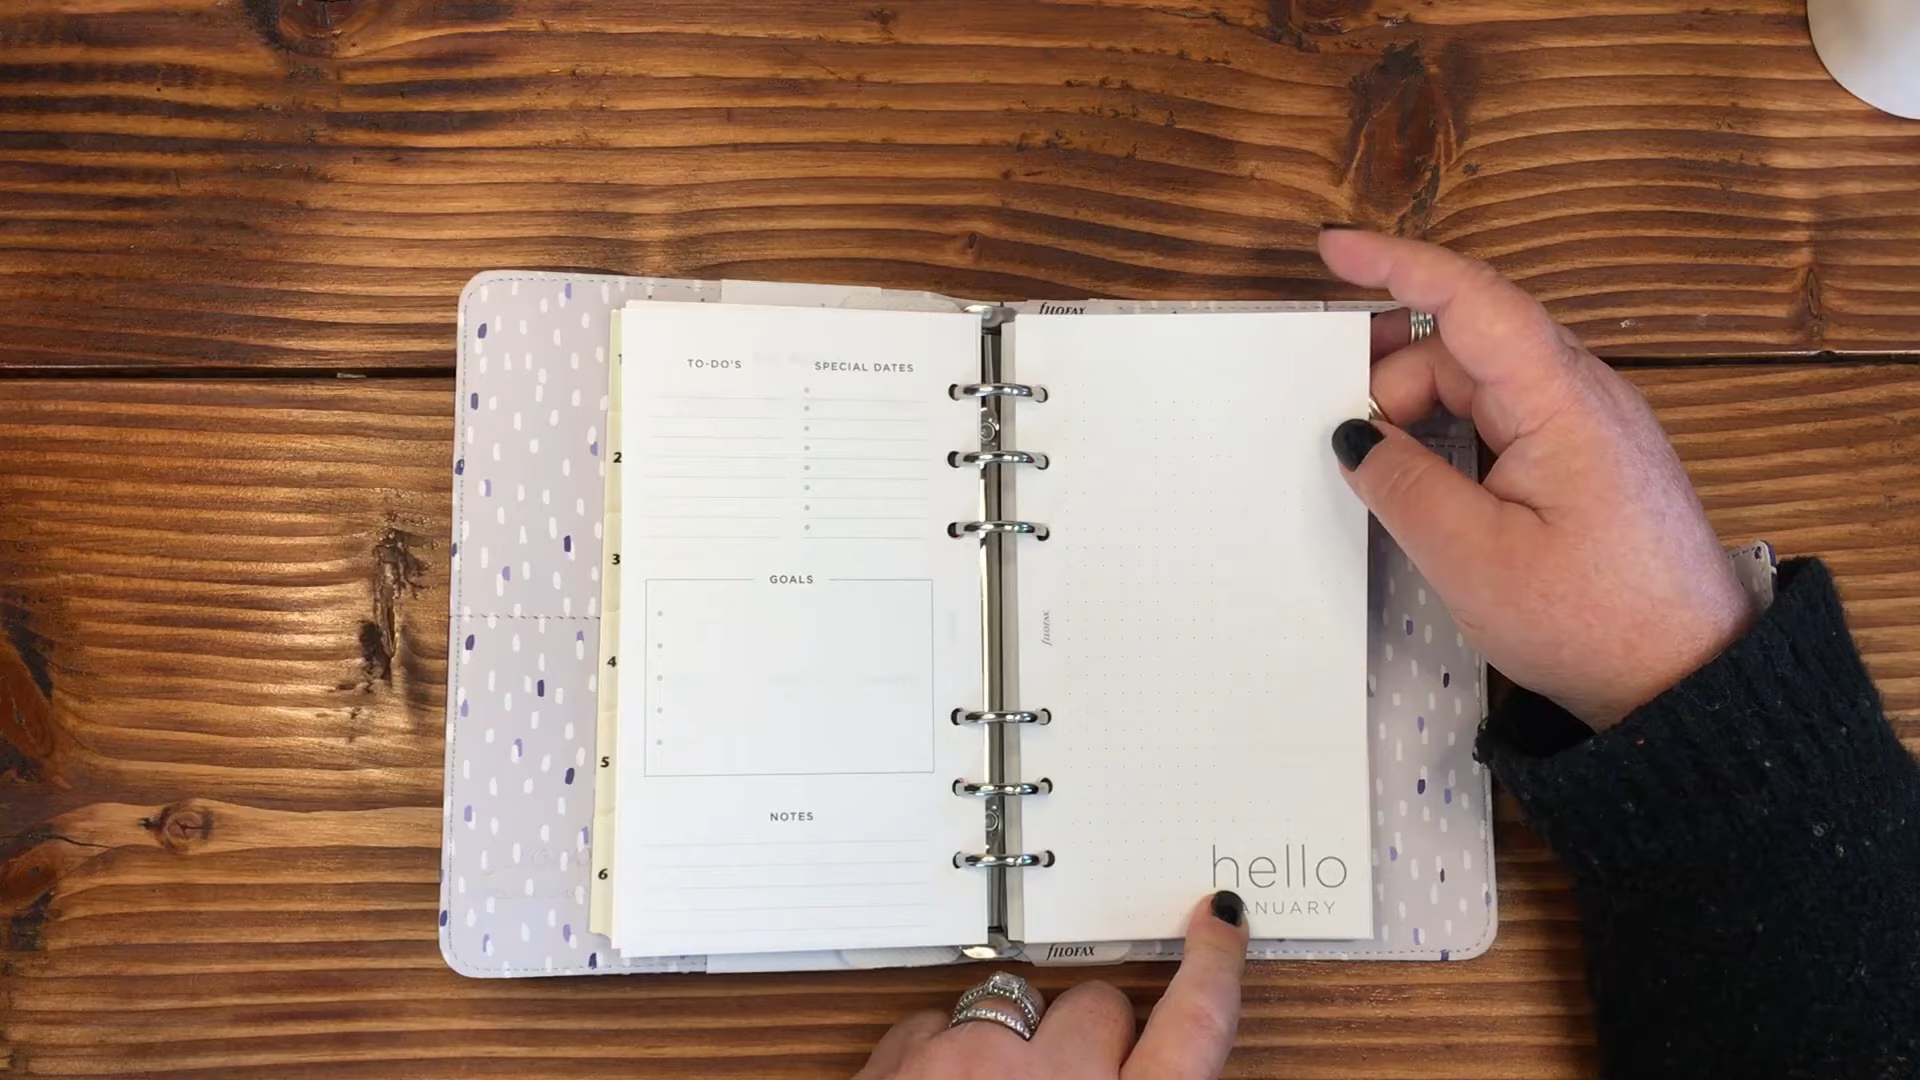 TO-DO'S
SPECIAL DATES
GOALS
NOTES
1
2
3
4
5
6
fILOFAX
fILOFAX
hello
ANUARY
fILOFAX